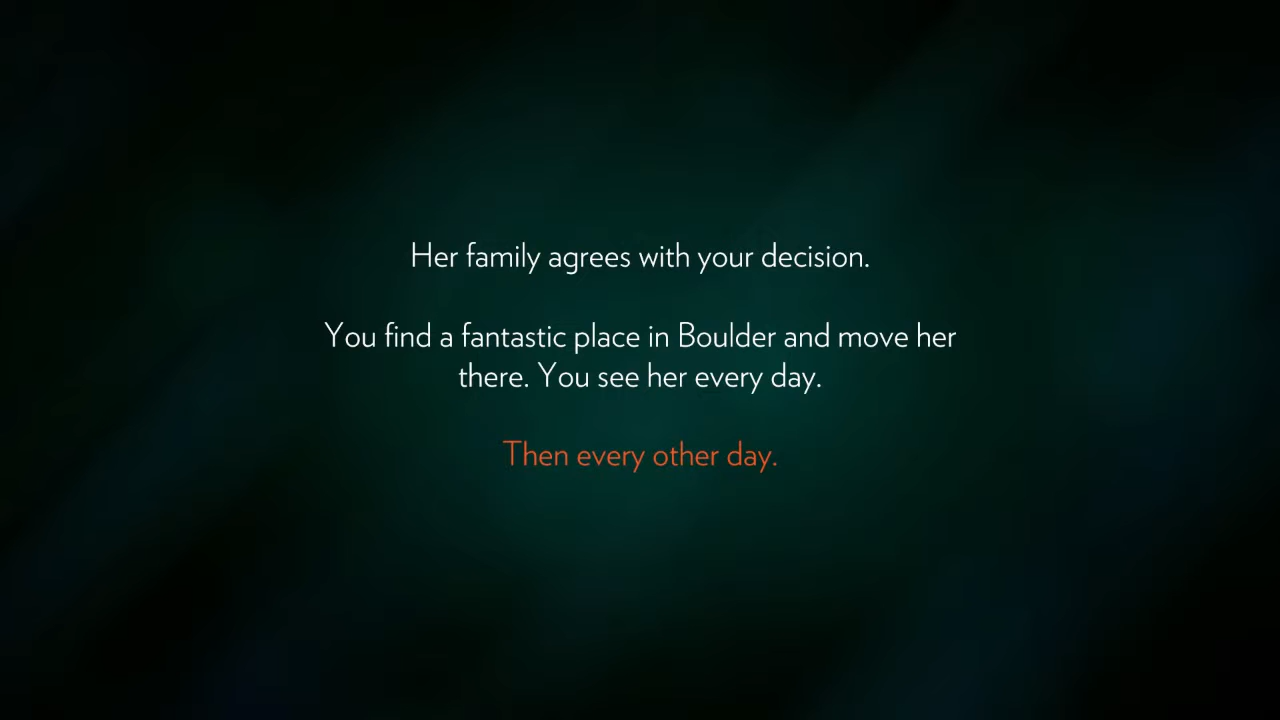 Her family agrees with your decision.
You find a fantastic place in Boulder and move her
there. You see her every day.
Then every other day.